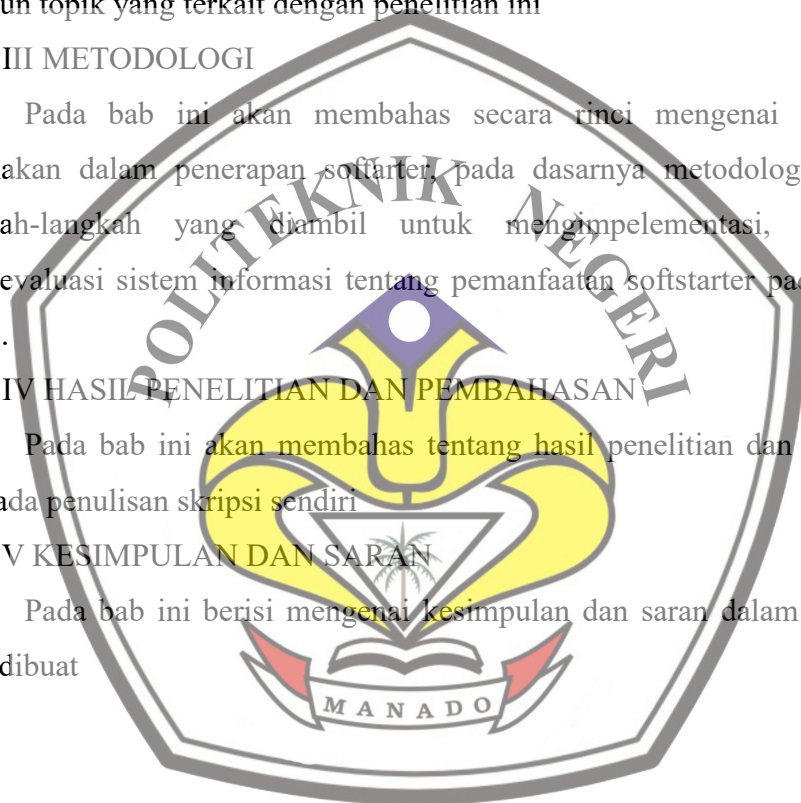 un topik yang terkait dengan penelitian ini
III METODOLOGI
Pada bab ini akan membahas secara rinci mengenai
akan dalam penerapan soffarter, pada dasarnya metodolog
ah-langkah yang diambil untuk mengimpelementasi,
evaluasi sistem informasi tentang pemanfaatan softstarter pa
.
IV HASIL PENELITIAN DAN PEMBAHASAN
Pada bab ini akan membahas tentang hasil penelitian dan
ada penulisan skripsi sendiri
V KESIMPULAN DAN SARAN
Pada bab ini berisi mengenai kesimpulan dan saran dalam
dibuat
POLITEKNIK NEGERI
MANADO